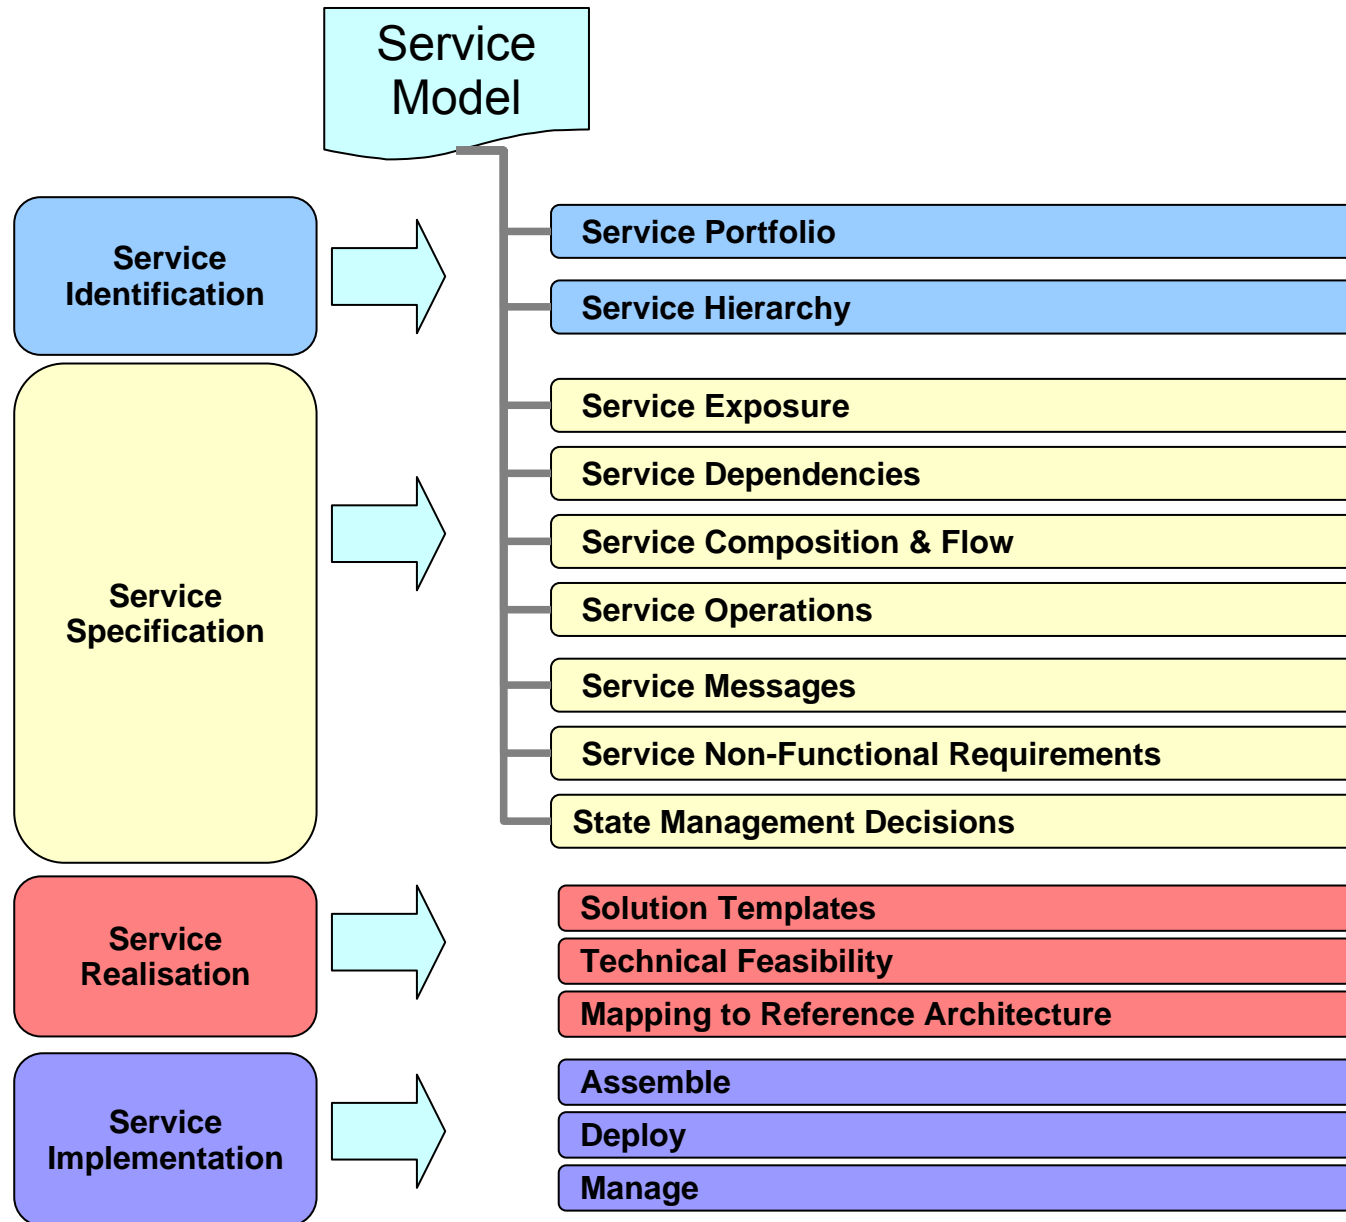 Service
Model
Service
Identification
Service Portfolio
Service Hierarchy
Service
Specification
Service Exposure
Service Dependencies
Service Composition & Flow
Service Operations
Service Messages
Service Non-Functional Requirements
State Management Decisions
Service
Realisation
Solution Templates
Technical Feasibility
Mapping to Reference Architecture
Service
Implementation
Assemble
Deploy
Manage